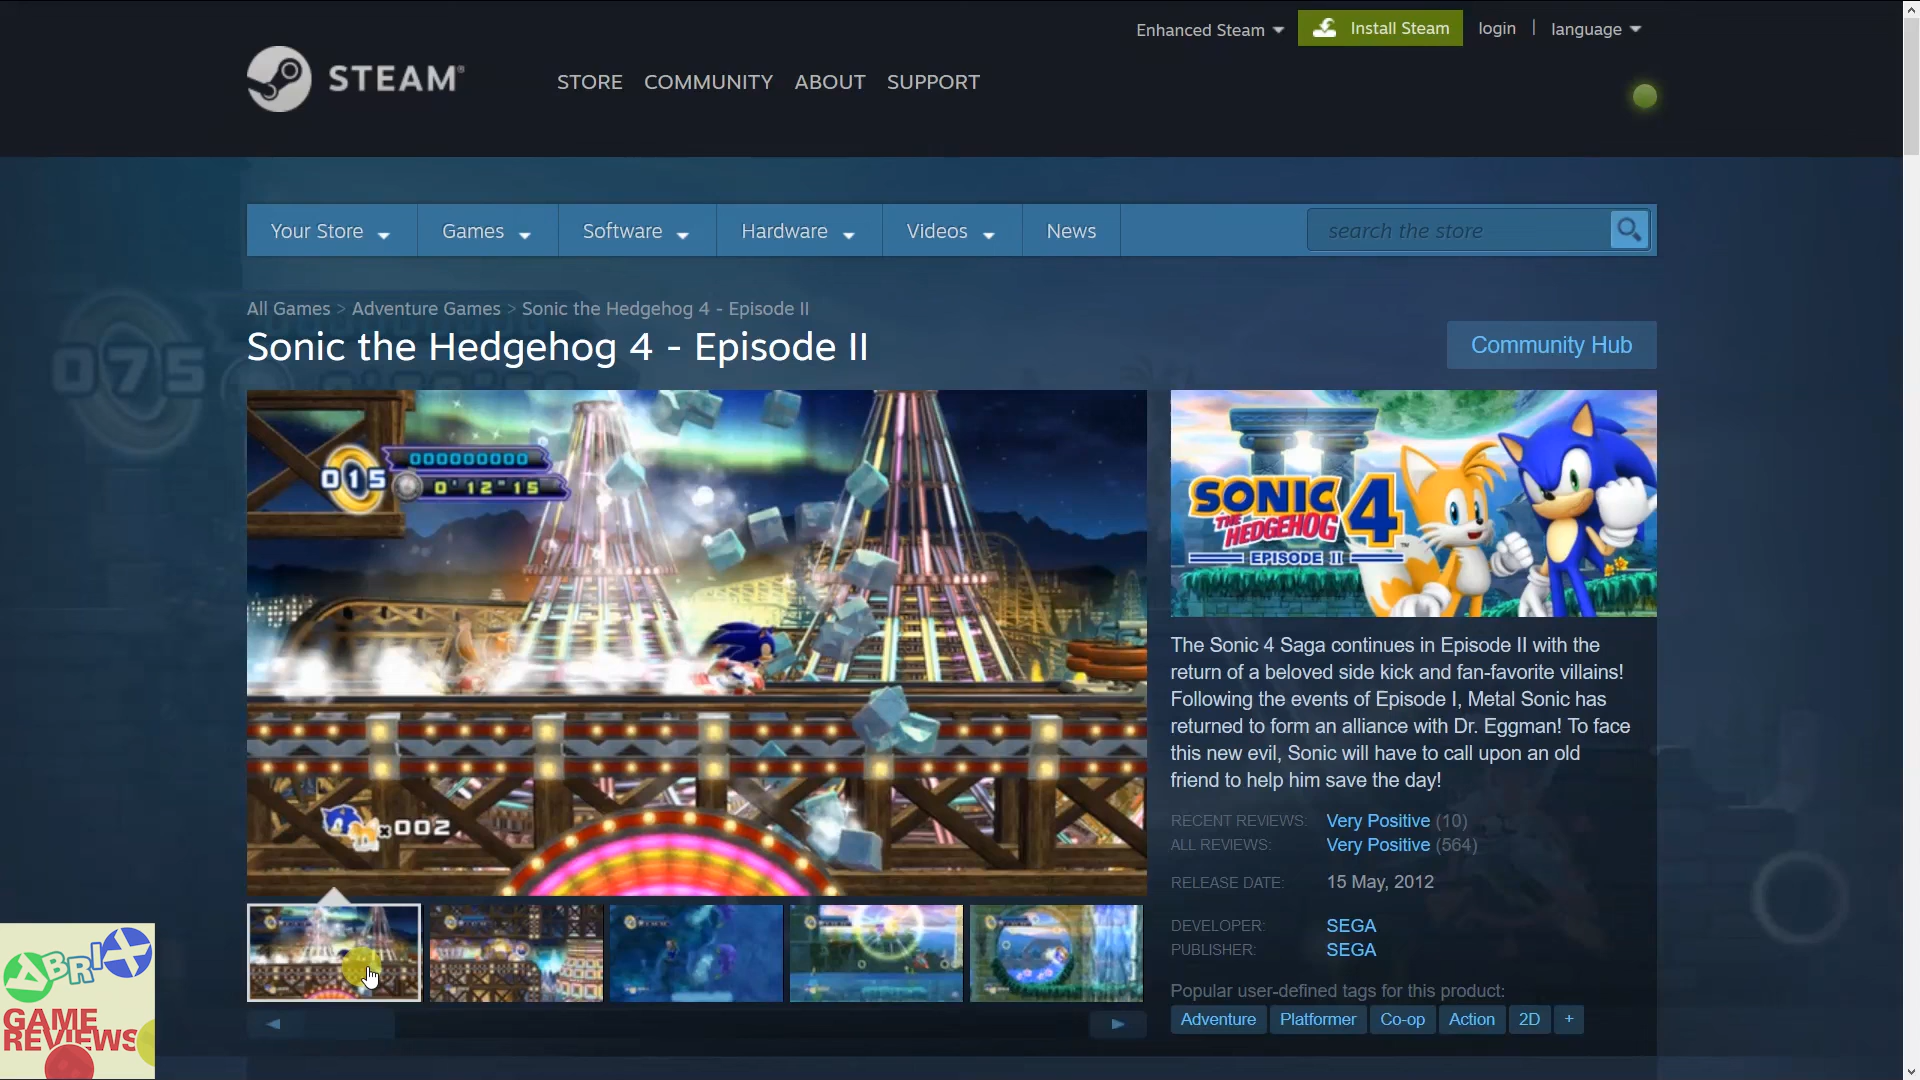 Enhanced Steam
Install Steam
login
language
STEAM®
STORE COMMUNITY ABOUT SUPPORT
Your Store Games Software Hardware Videos News
search the store
All Games > Adventure Games > Sonic the Hedgehog 4 - Episode II
Sonic the Hedgehog 4 - Episode II
Community Hub
075
015
000000000
0'12"15
x002
SONIC
THE HEDGEHOG 4
EPISODE II
The Sonic 4 Saga continues in Episode II with the
return of a beloved side kick and fan-favorite villains!
Following the events of Episode I, Metal Sonic has
returned to form an alliance with Dr. Eggman! To face
this new evil, Sonic will have to call upon an old
friend to help him save the day!
RECENT REVIEWS: Very Positive (10)
ALL REVIEWS: Very Positive (564)
RELEASE DATE: 15 May, 2012
DEVELOPER: SEGA
PUBLISHER: SEGA
Popular user-defined tags for this product:
Adventure Platformer Co-op Action 2D +
ABRIX
GAME
REVIEWS